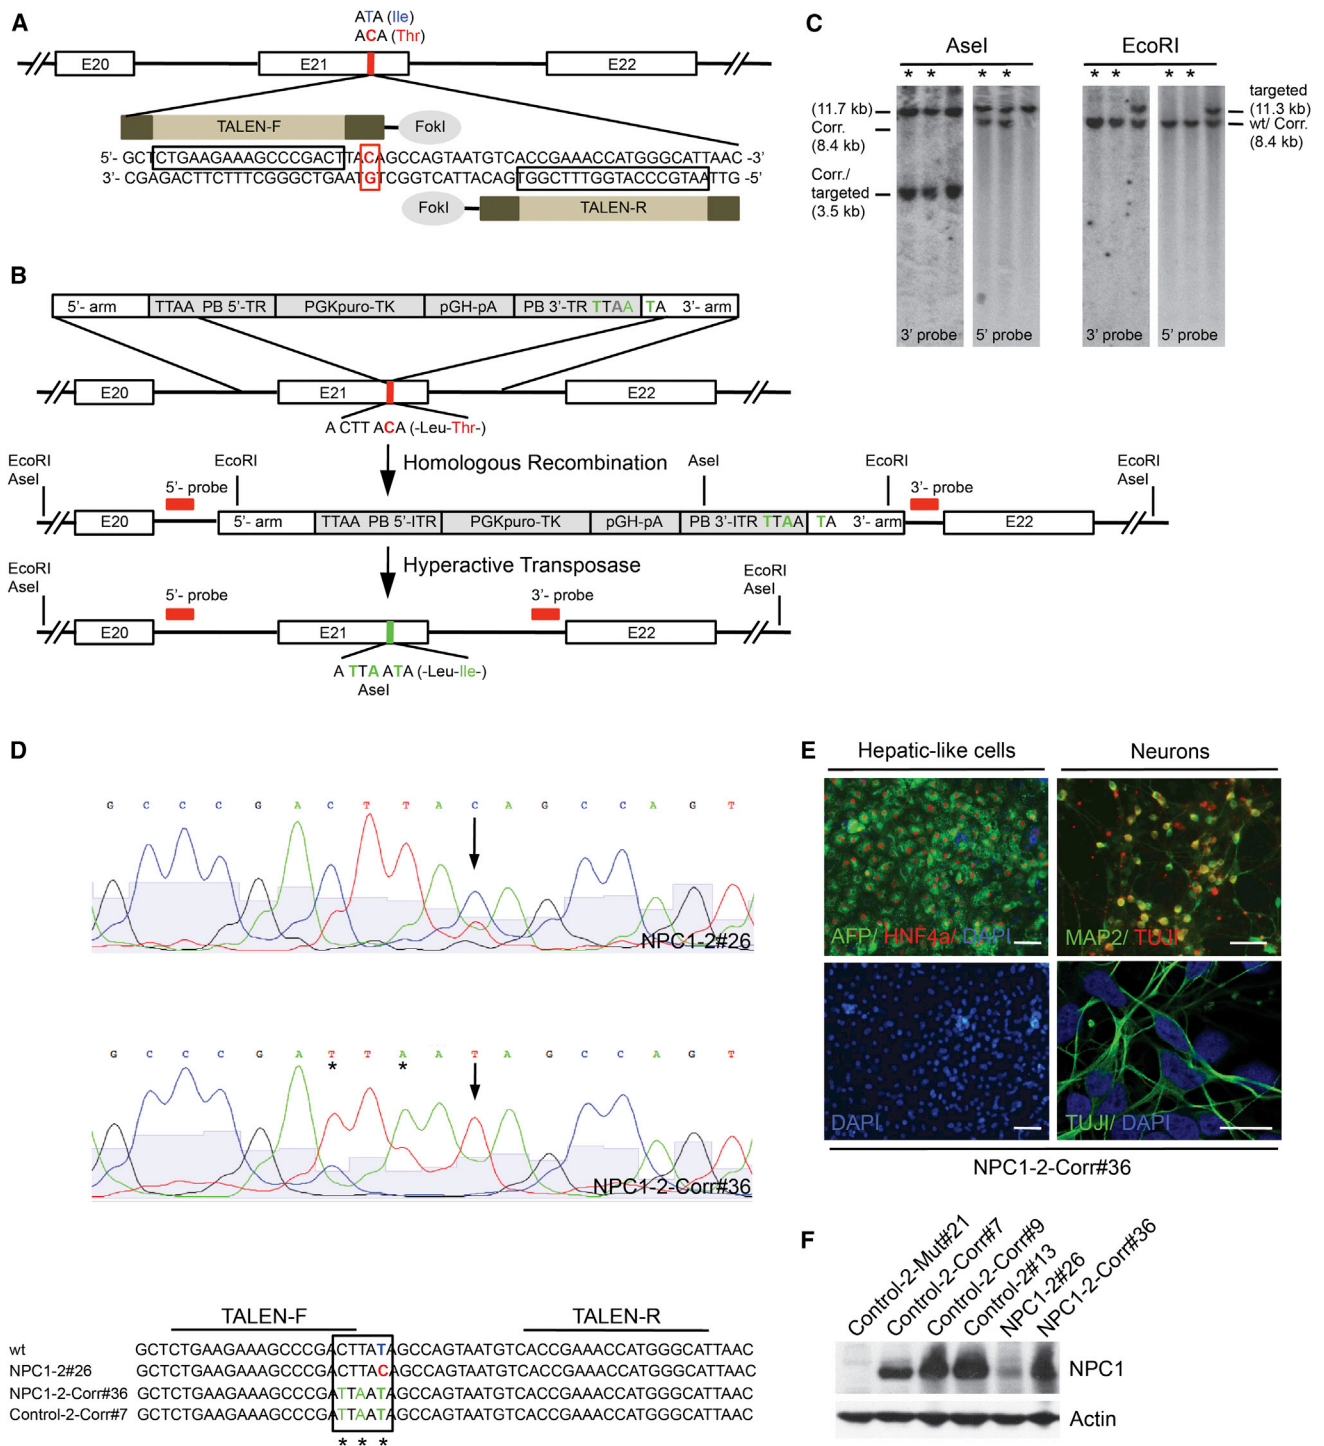 A
ATA (Ile)
ACA (Thr)
E20 E21 E22
TALEN-F FokI
5'- GCTCTGAAGAAAGCCCGACTTACAGCCAGTAATGTCACCGAAACCATGGGCATTAAC -3'
3'- CGAGACTTCTTTCGGGCTGAATGTCGGTCATTACAGTGGCTTTGGTACCCGTAATTG -5'
FokI TALEN-R
B
5'- arm TTAA PB 5'-TR PGKpuro-TK pGH-pA PB 3'-TR TTAA TA 3'- arm
E20 E21 E22
A CTT ACA (-Leu-Thr-)
Homologous Recombination
EcoRI AseI 5'- probe EcoRI AseI EcoRI 3'- probe EcoRI AseI
E20 5'- arm TTAA PB 5'-ITR PGKpuro-TK pGH-pA PB 3'-ITR TTAA TA 3'- arm E22
Hyperactive Transposase
EcoRI AseI 5'- probe 3'- probe EcoRI AseI
E20 E21 E22
A TTA ATA (-Leu-Ile-)
AseI
C
AseI EcoRI
* * * * * * * *
(11.7 kb)
Corr.
(8.4 kb)
Corr./
targeted
(3.5 kb)
targeted
(11.3 kb)
wt/ Corr.
(8.4 kb)
3' probe 5' probe 3' probe 5' probe
D
G C C C G A C T T A C A G C C A G T
NPC1-2#26
G C C C G A T T A A T A G C C A G T
* *
NPC1-2-Corr#36
TALEN-F TALEN-R
wt GCTCTGAAGAAAGCCCGACTTATAGCCAGTAATGTCACCGAAACCATGGGCATTAAC
NPC1-2#26 GCTCTGAAGAAAGCCCGACTTACAGCCAGTAATGTCACCGAAACCATGGGCATTAAC
NPC1-2-Corr#36 GCTCTGAAGAAAGCCCGATTAATAGCCAGTAATGTCACCGAAACCATGGGCATTAAC
Control-2-Corr#7 GCTCTGAAGAAAGCCCGATTAATAGCCAGTAATGTCACCGAAACCATGGGCATTAAC
* * *
E
Hepatic-like cells Neurons
AFP/ HNF4a/ DAPI MAP2/ TUJI
DAPI TUJI/ DAPI
NPC1-2-Corr#36
F
Control-2-Mut#21
Control-2-Corr#7
Control-2-Corr#9
Control-2#13
NPC1-2#26
NPC1-2-Corr#36
NPC1
Actin